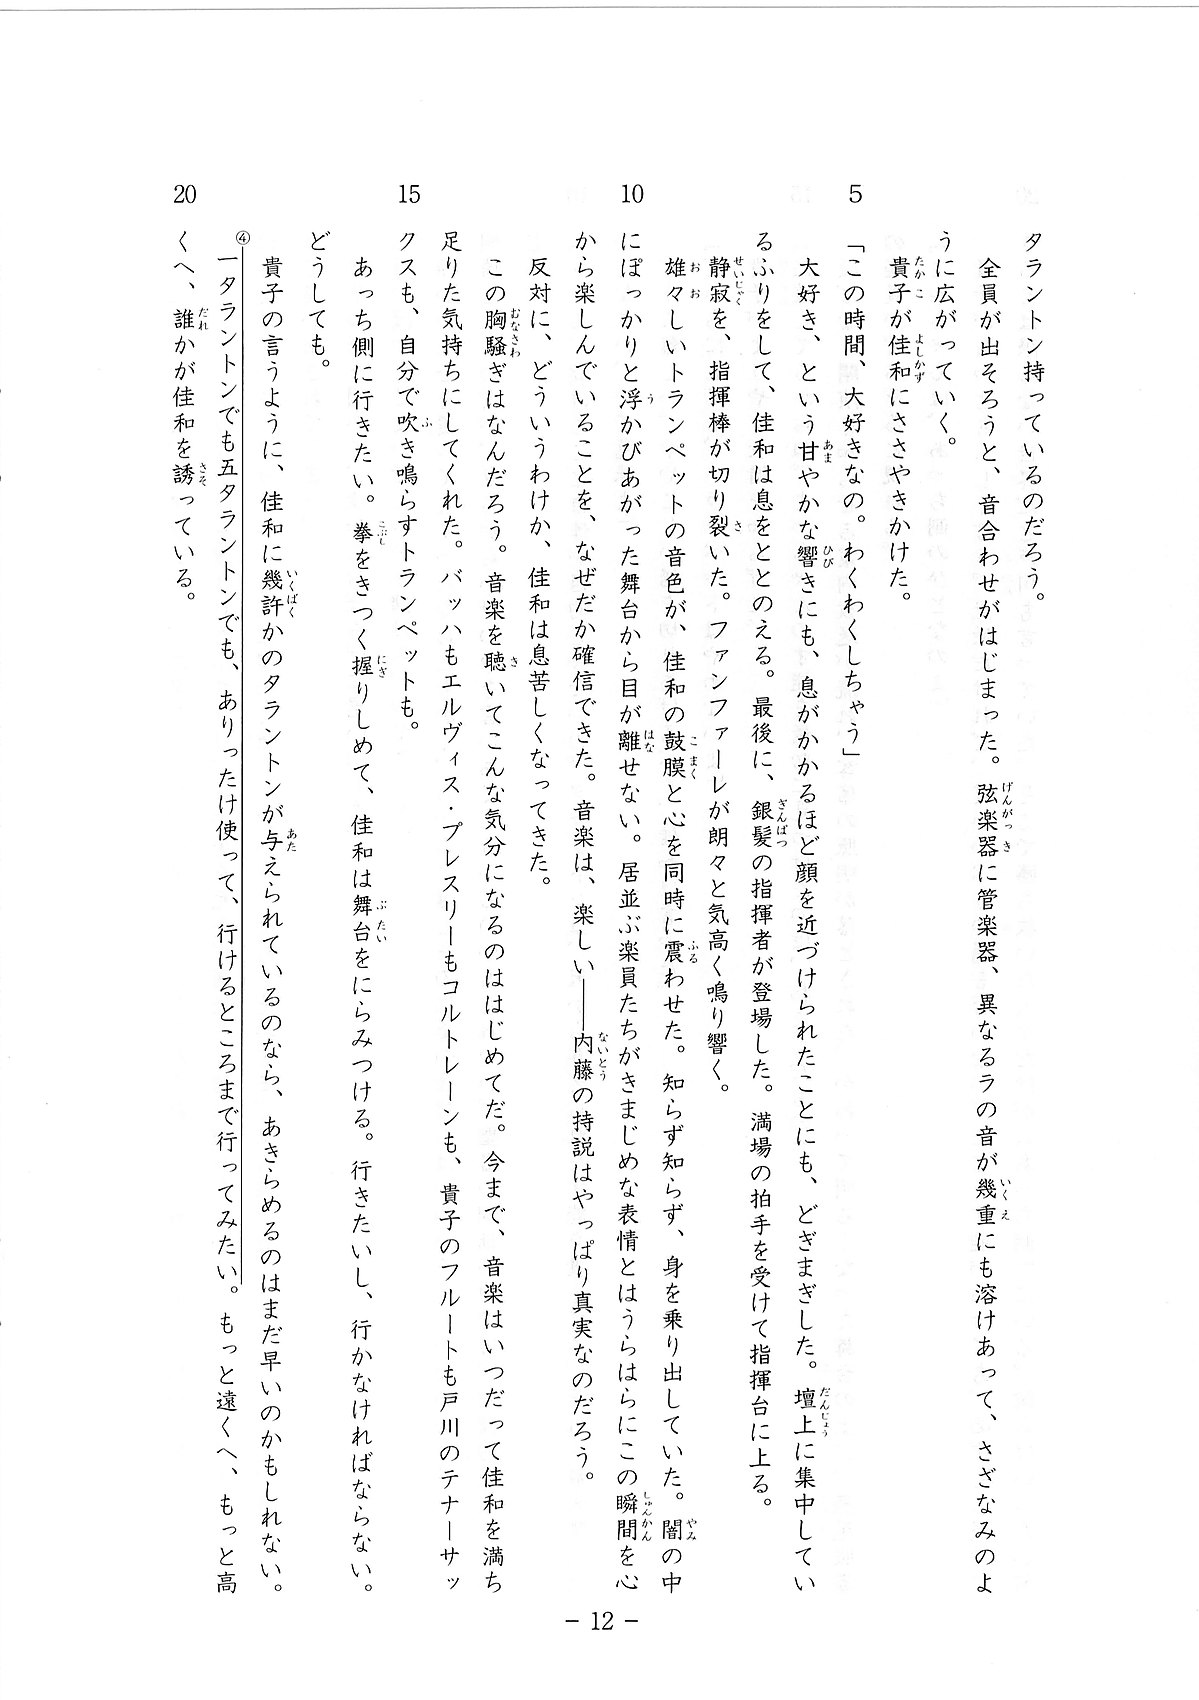 タラントン持っているのだろう。
全員が出そろうと、音合わせがはじまった。弦楽器に管楽器、異なるラの音が幾重にも溶けあって、さざなみのよ
うに広がっていく。
貴子が佳和にささやきかけた。
5「この時間、大好きなの。わくわくしちゃう」
大好き、という甘やかな響きにも、息がかかるほど顔を近づけられたことにも、どぎまぎした。壇上に集中してい
るふりをして、佳和は息をととのえる。最後に、銀髪の指揮者が登場した。満場の拍手を受けて指揮台に上る。
静寂を、指揮棒が切り裂いた。ファンファーレが朗々と気高く鳴り響く。
雄々しいトランペットの音色が、佳和の鼓膜と心を同時に震わせた。知らず知らず、身を乗り出していた。闇の中
10にぽっかりと浮かびあがった舞台から目が離せない。居並ぶ楽員たちがきまじめな表情とはうらはらにこの瞬間を心
から楽しんでいることを、なぜだか確信できた。音楽は、楽しい――内藤の持説はやっぱり真実なのだろう。
反対に、どういうわけか、佳和は息苦しくなってきた。
この胸騒ぎはなんだろう。音楽を聴いてこんな気分になるのははじめてだ。今まで、音楽はいつだって佳和を満ち
足りた気持ちにしてくれた。バッハもエルヴィス・プレスリーもコルトレーンも、貴子のフルートも戸川のテナーサッ
15クスも、自分で吹き鳴らすトランペットも。
あっち側に行きたい。拳をきつく握りしめて、佳和は舞台をにらみつける。行きたいし、行かなければならない。
どうしても。
貴子の言うように、佳和に幾許かのタラントンが与えられているのなら、あきらめるのはまだ早いのかもしれない。
④一タラントンでも五タラントンでも、ありったけ使って、行けるところまで行ってみたい。もっと遠くへ、もっと高
20くへ、誰かが佳和を誘っている。
- 12 -